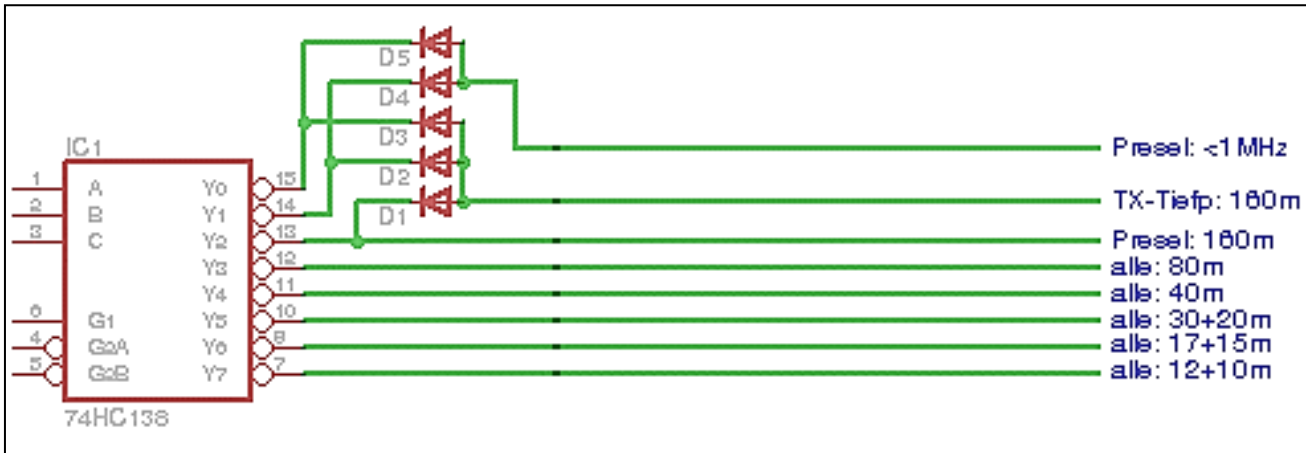 D5
D4
D3
D2
D1
IC1
1 A Y0 15
2 B Y1 14
3 C Y2 13
Y3 12
Y4 11
6 G1 Y5 10
4 G2A Y6 9
5 G2B Y7 7
74HC138
Presel: <1MHz
TX-Tiefp: 160m
Presel: 160m
alle: 80m
alle: 40m
alle: 30+20m
alle: 17+15m
alle: 12+10m